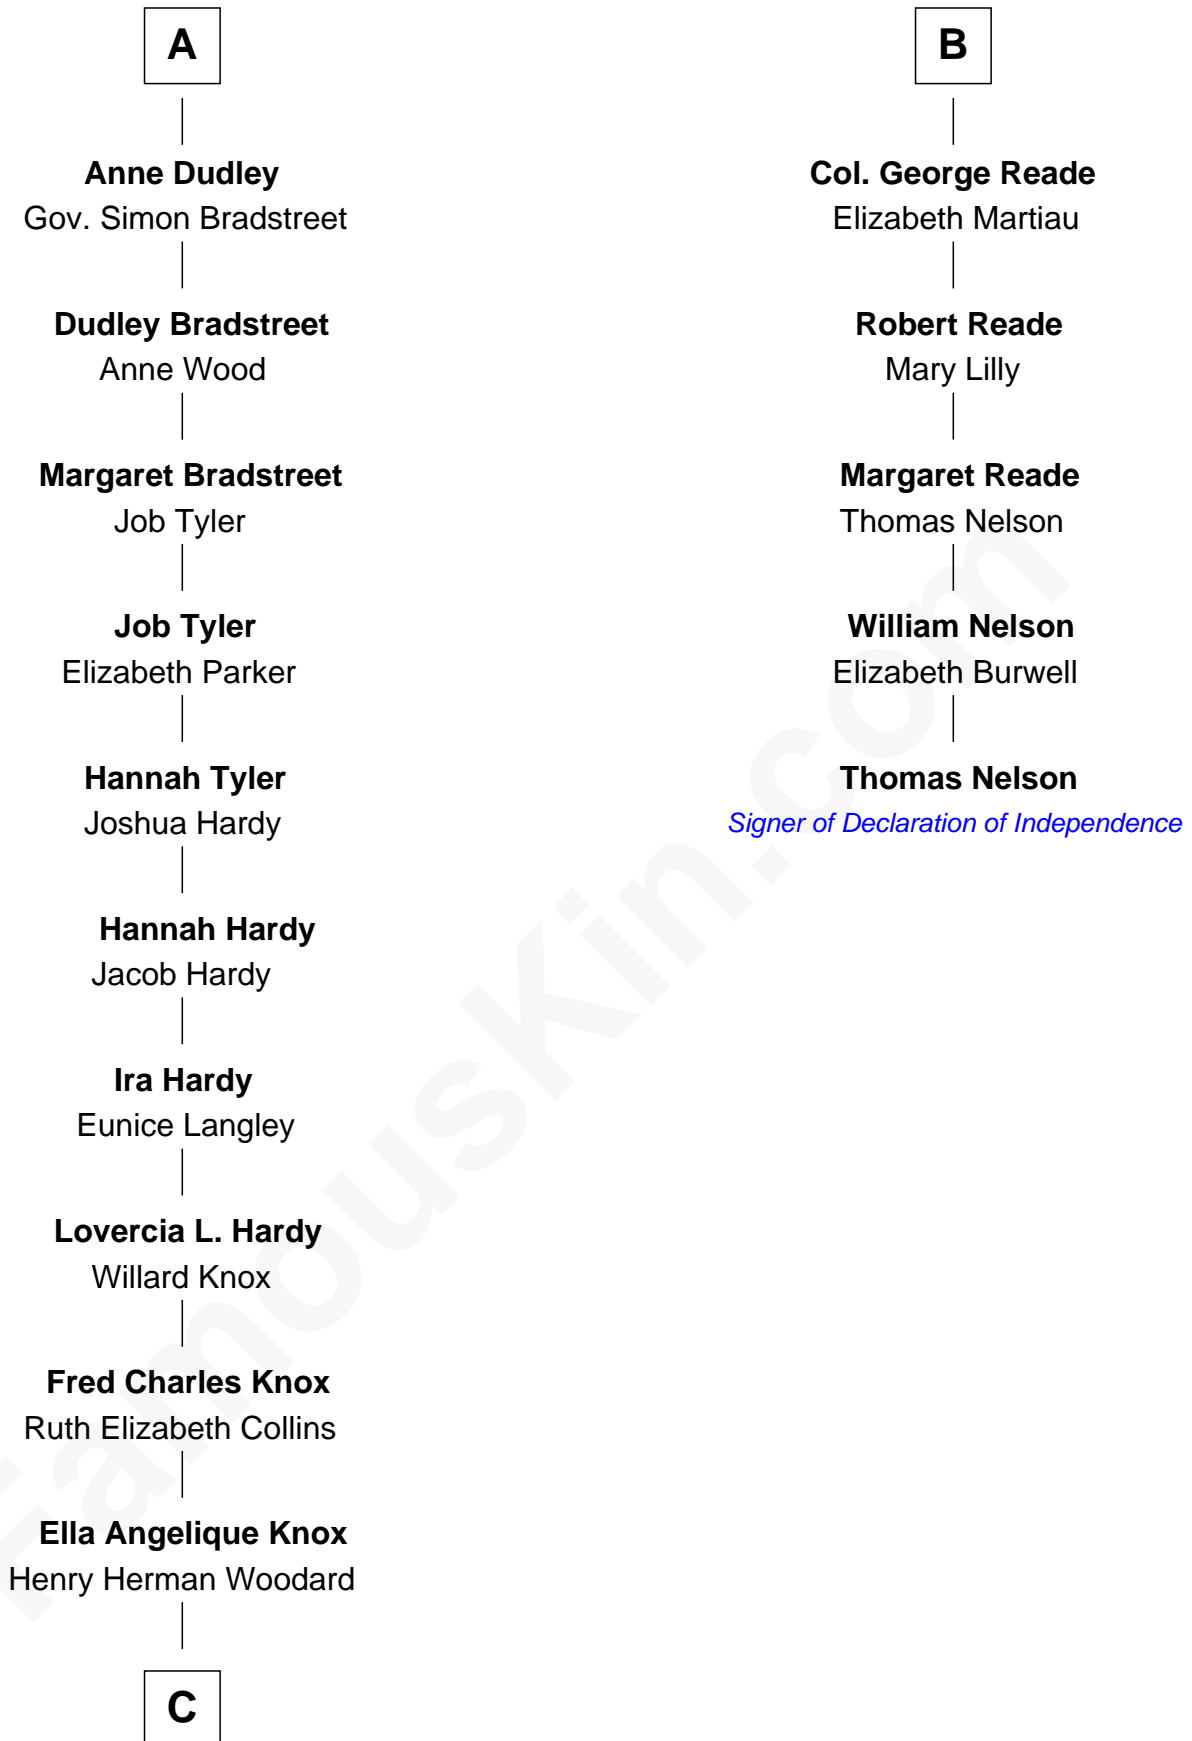 A
Anne Dudley
Gov. Simon Bradstreet
Dudley Bradstreet
Anne Wood
Margaret Bradstreet
Job Tyler
Job Tyler
Elizabeth Parker
Hannah Tyler
Joshua Hardy
Hannah Hardy
Jacob Hardy
Ira Hardy
Eunice Langley
Lovercia L. Hardy
Willard Knox
Fred Charles Knox
Ruth Elizabeth Collins
Ella Angelique Knox
Henry Herman Woodard
C
B
Col. George Reade
Elizabeth Martiau
Robert Reade
Mary Lilly
Margaret Reade
Thomas Nelson
William Nelson
Elizabeth Burwell
Thomas Nelson
Signer of Declaration of Independence
FamousKin.com